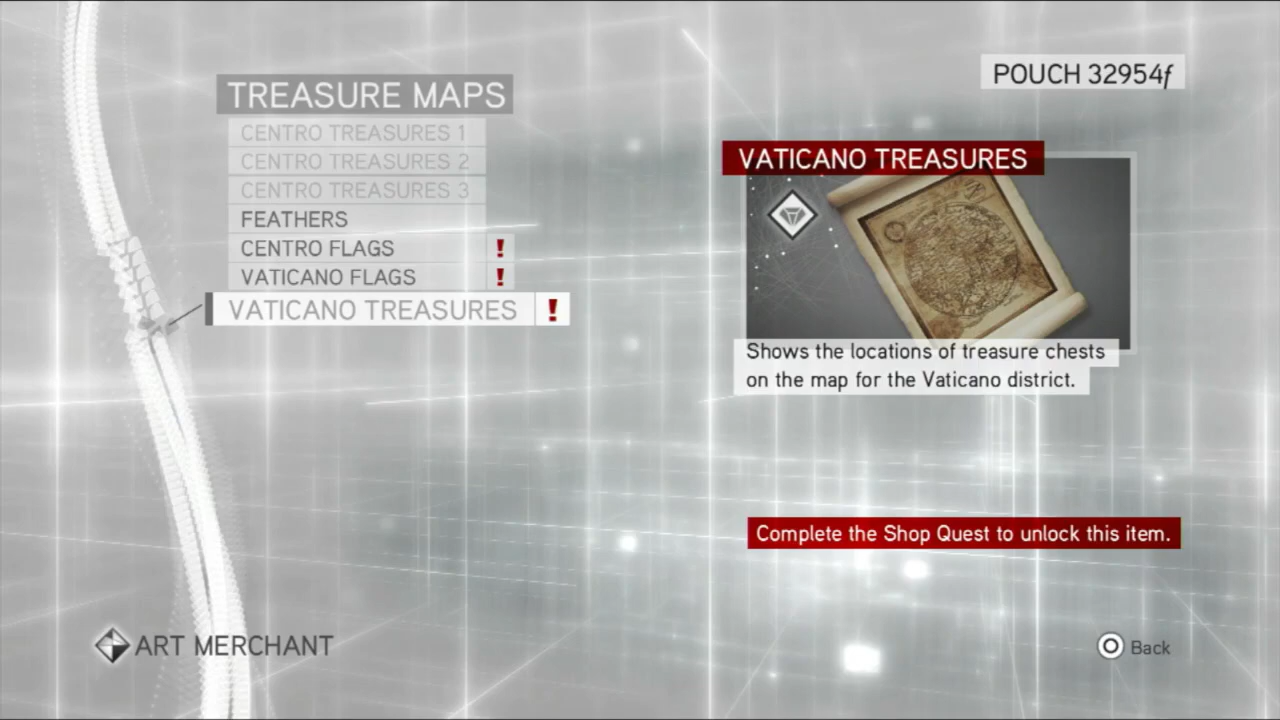 POUCH 32954f
TREASURE MAPS
CENTRO TREASURES 1
CENTRO TREASURES 2
CENTRO TREASURES 3
FEATHERS
CENTRO FLAGS !
VATICANO FLAGS !
VATICANO TREASURES !
VATICANO TREASURES
Shows the locations of treasure chests
on the map for the Vaticano district.
Complete the Shop Quest to unlock this item.
ART MERCHANT
Back